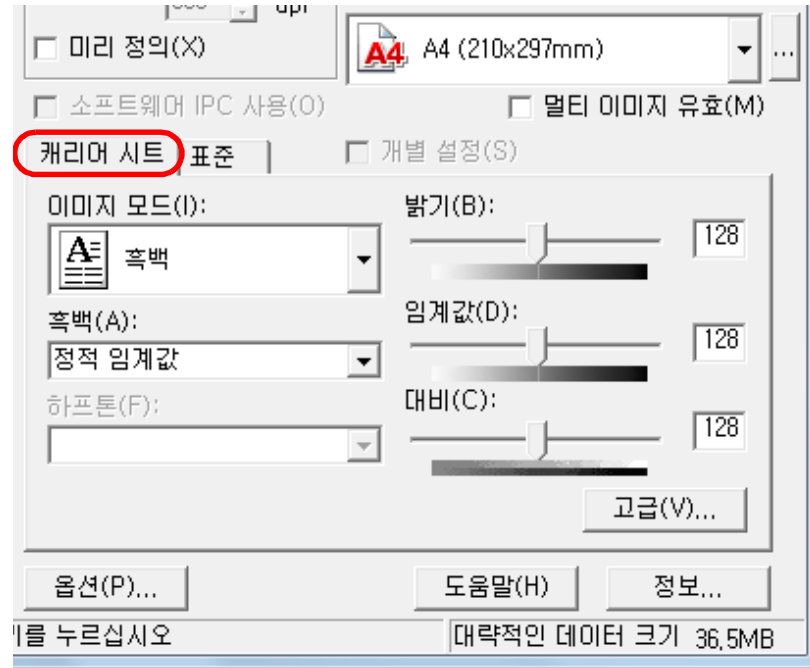 미리 정의(X)
A4 A4 (210x297mm) ...
소프트웨어 IPC 사용(O) 멀티 이미지 유효(M)
캐리어 시트 표준 개별 설정(S)
이미지 모드(I): 밝기(B):
A 흑백 128
흑백(A): 임계값(D):
정적 임계값 128
하프톤(F): 대비(C):
128
고급(V)...
옵션(P)... 도움말(H) 정보...
를 누르십시오 대략적인 데이터 크기 36,5MB